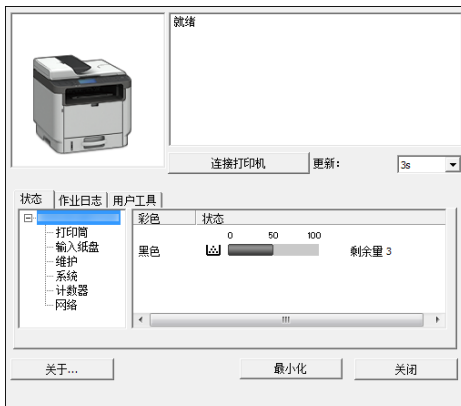 就绪
连接打印机 更新： 3s
状态 作业日志 用户工具
彩色 状态
打印筒
输入纸盘
维护
系统
计数器
网络
0 50 100
黑色 剩余量 3
关于... 最小化 关闭